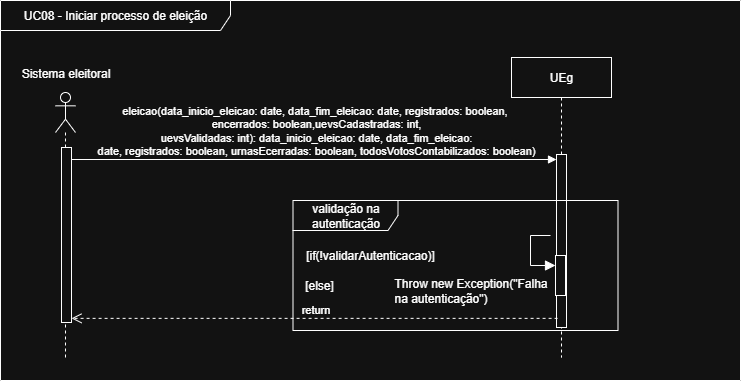 UC08 - Iniciar processo de eleição
Sistema eleitoral
UEg
eleicao(data_inicio_eleicao: date, data_fim_eleicao: date, registrados: boolean,
encerrados: boolean,uevsCadastradas: int,
uevsValidadas: int): data_inicio_eleicao: date, data_fim_eleicao:
date, registrados: boolean, urnasEcerradas: boolean, todosVotosContabilizados: boolean)
validação na
autenticação
[if(!validarAutenticacao)]
[else]
Throw new Exception("Falha
na autenticação")
return